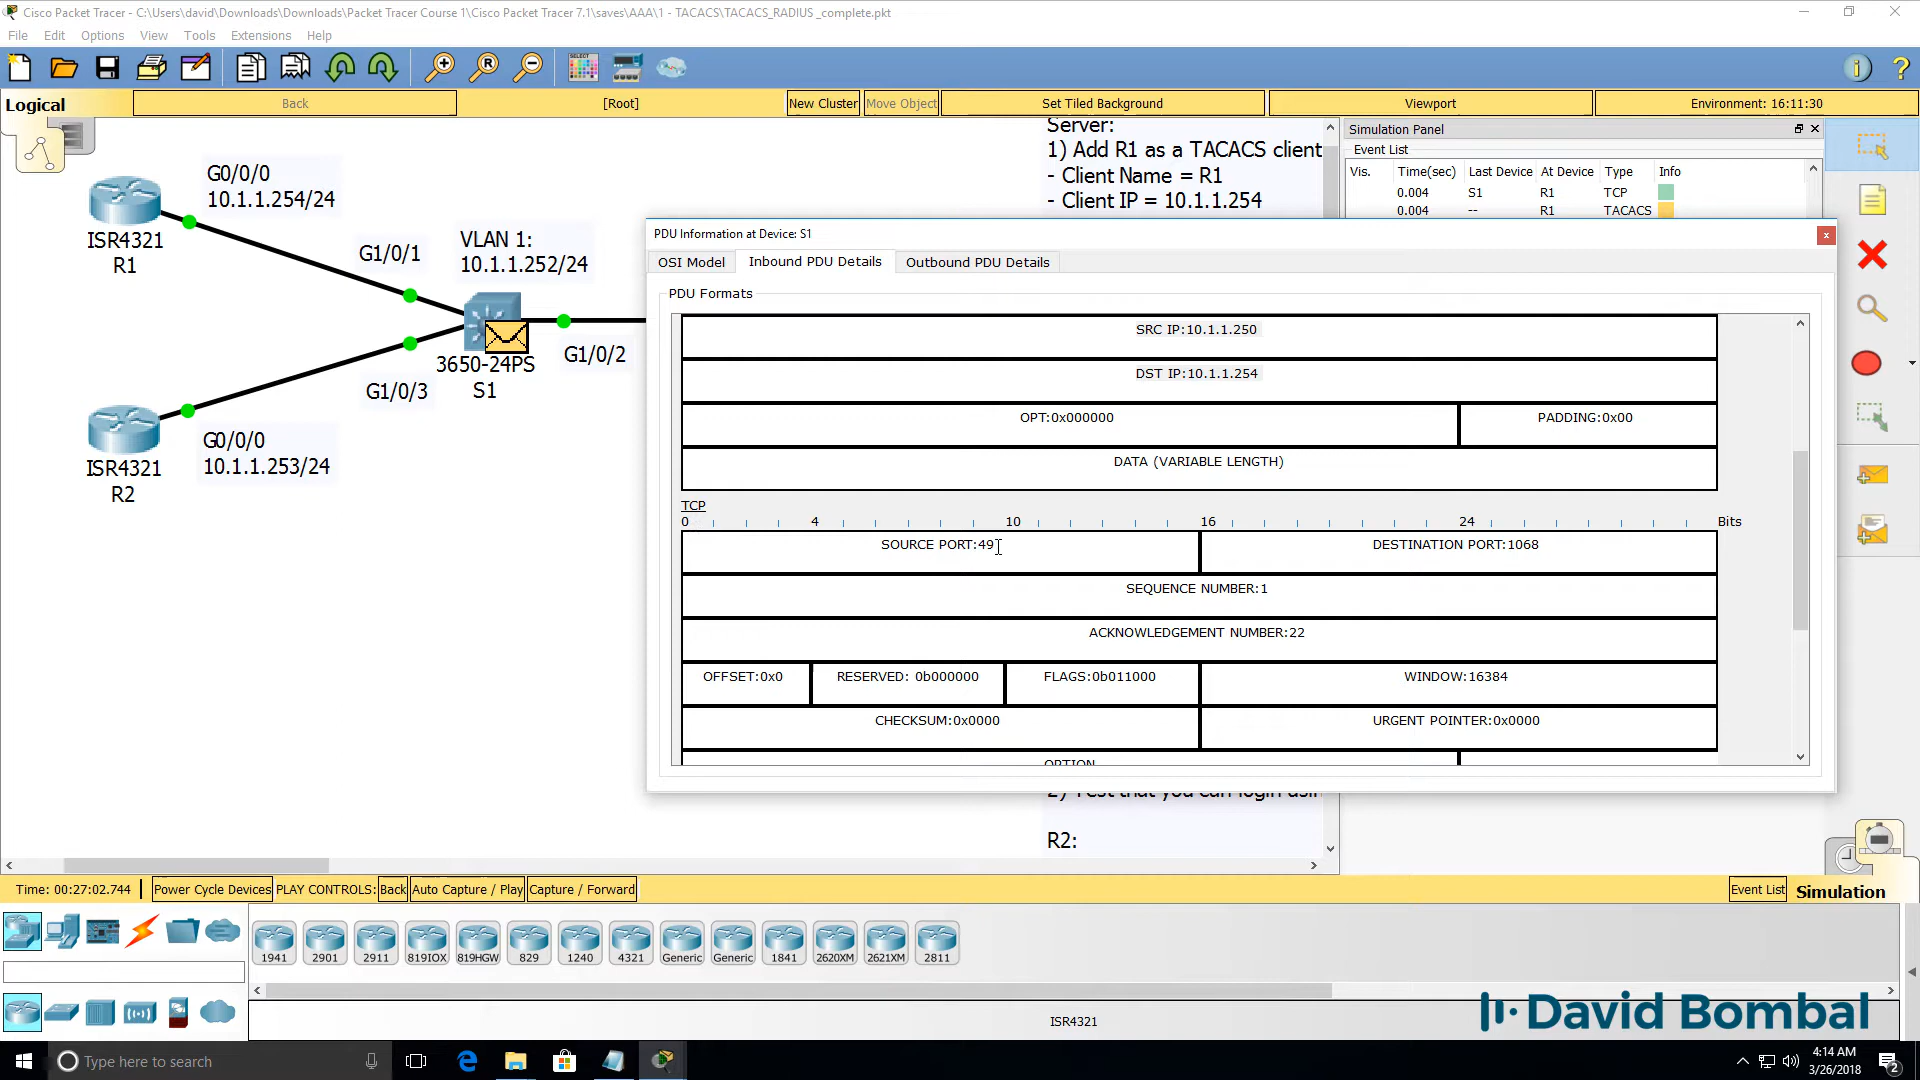 Cisco Packet Tracer - C:\Users\david\Downloads\Downloads\Packet Tracer Course 1\Cisco Packet Tracer 7.1\saves\AAA\1 - TACACS\TACACS_RADIUS _complete.pkt
File Edit Options View Tools Extensions Help
Logical Back [Root] New Cluster Move Object Set Tiled Background Viewport Environment: 16:11:30
Server:
1) Add R1 as a TACACS client
- Client Name = R1
- Client IP = 10.1.1.254
G0/0/0
10.1.1.254/24
ISR4321
R1
G1/0/1
VLAN 1:
10.1.1.252/24
3650-24PS
S1
G1/0/2
G1/0/3
ISR4321
R2
G0/0/0
10.1.1.253/24
Simulation Panel
Event List
Vis. Time(sec) Last Device At Device Type Info
0.004 S1 R1 TCP
0.004 -- R1 TACACS
PDU Information at Device: S1
OSI Model Inbound PDU Details Outbound PDU Details
PDU Formats
SRC IP:10.1.1.250
DST IP:10.1.1.254
OPT:0x000000 PADDING:0x00
DATA (VARIABLE LENGTH)
TCP
0 4 10 16 24 Bits
SOURCE PORT:49 DESTINATION PORT:1068
SEQUENCE NUMBER:1
ACKNOWLEDGEMENT NUMBER:22
OFFSET:0x0 RESERVED: 0b000000 FLAGS:0b011000 WINDOW:16384
CHECKSUM:0x0000 URGENT POINTER:0x0000
OPTION
2) Test that you can login usin
R2:
Time: 00:27:02.744 Power Cycle Devices PLAY CONTROLS: Back Auto Capture / Play Capture / Forward Event List Simulation
1941 2901 2911 819IOX 819HGW 829 1240 4321 Generic Generic 1841 2620XM 2621XM 2811
ISR4321
David Bombal
Type here to search
4:14 AM
3/26/2018
2